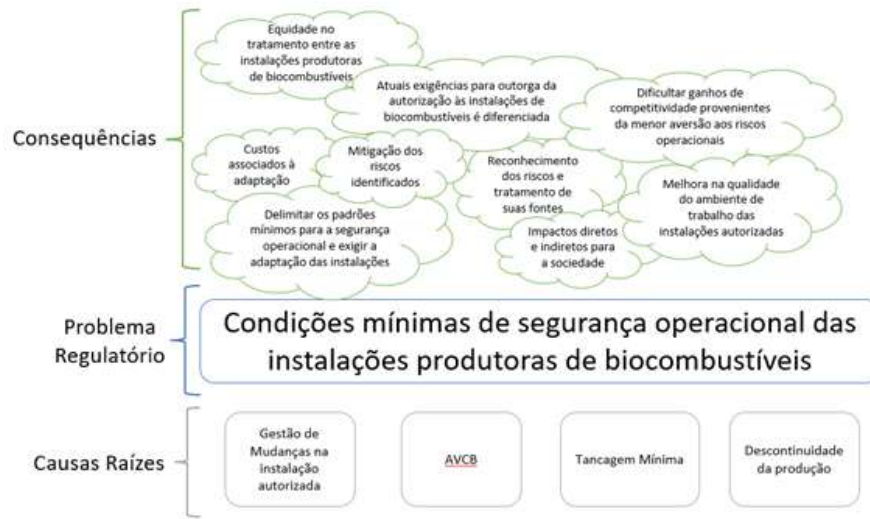 Equidade no
tratamento entre as
instalações produtoras
de biocombustíveis
Atuais exigências para outorga da
autorização às instalações de
biocombustíveis é diferenciada
Dificultar ganhos de
competitividade provenientes
da menor aversão aos riscos
operacionais
Consequências
Custos
associados à
adaptação
Mitigação dos
riscos
identificados
Reconhecimento
dos riscos e
tratamento de
suas fontes
Melhora na qualidade
do ambiente de
trabalho das
instalações autorizadas
Delimitar os padrões
mínimos para a segurança
operacional e exigir a
adaptação das instalações
Impactos diretos
e indiretos para
a sociedade
Problema
Regulatório
Condições mínimas de segurança operacional das
instalações produtoras de biocombustíveis
Causas Raízes
Gestão de
Mudanças na
instalação
autorizada
AVCB
Tancagem Mínima
Descontinuidade
da produção